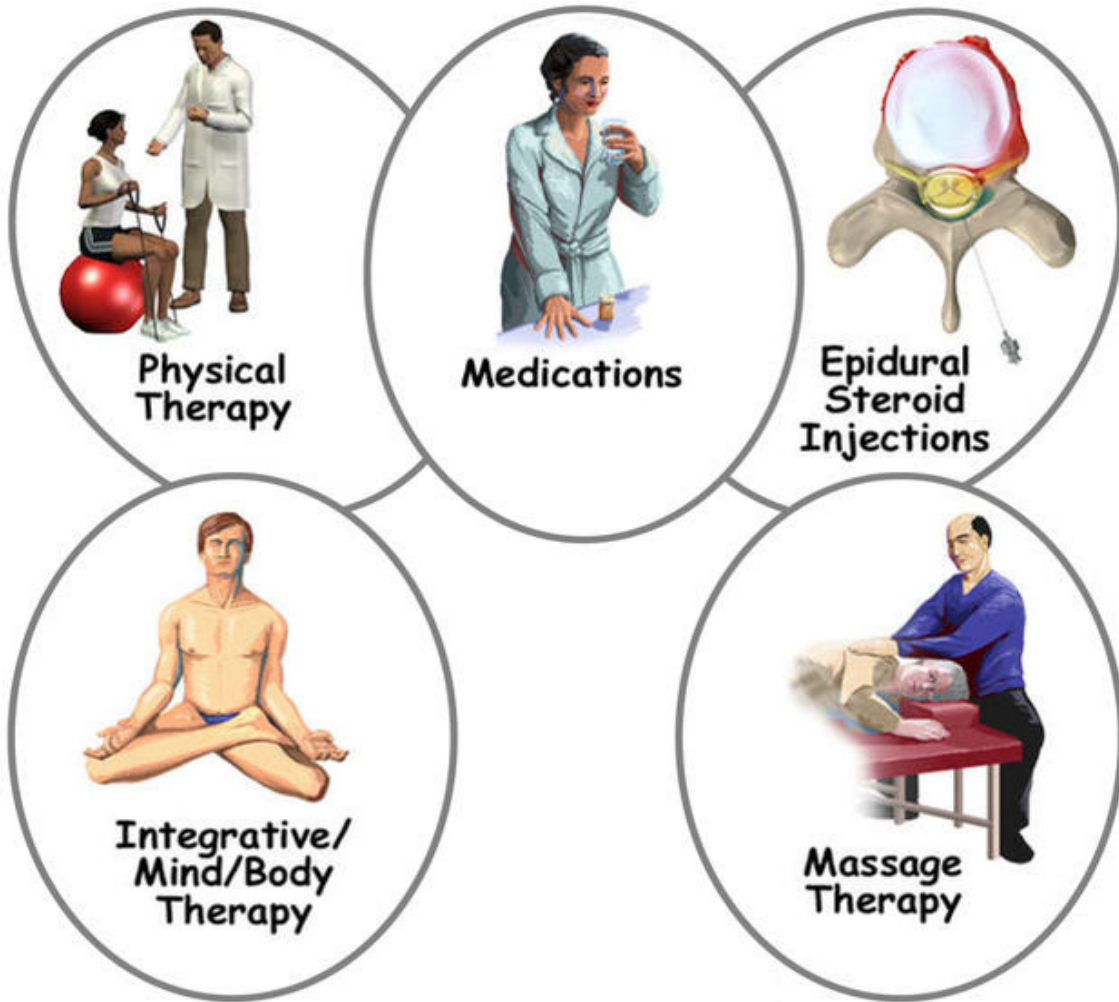 Physical
Therapy
Medications
Epidural
Steroid
Injections
Integrative/
Mind/Body
Therapy
Massage
Therapy